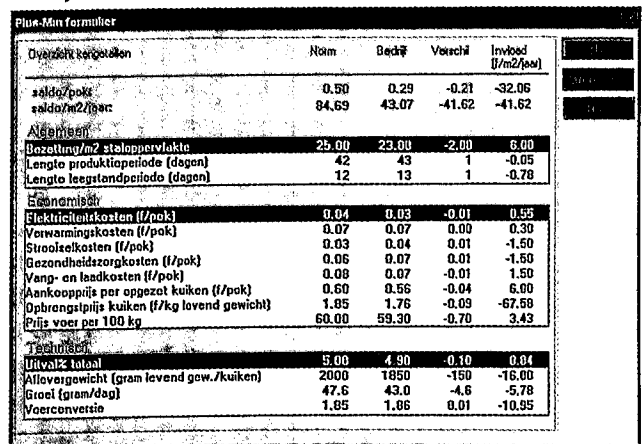 Plus-Min formulier
Overzicht kengetallen Norm Bedrijf Verschil Invloed (f/m2/jaar)
saldo/pok: 0.50 0.29 -0.21 -32.06
saldo/m2/jaar: 84.69 43.07 -41.62 -41.62
Algemeen
Bezetting/m2 staloppervlakte 25.00 23.00 -2.00 6.00
Lengte produktieperiode (dagen) 42 43 1 -0.05
Lengte leegstandperiode (dagen) 12 13 1 -0.78
Economisch
Elektriciteitskosten (f/pok) 0.04 0.03 -0.01 0.55
Verwarmingskosten (f/pok) 0.07 0.07 0.00 0.30
Strooiselkosten (f/pok) 0.03 0.04 0.01 -1.50
Gezondheidszorgkosten (f/pok) 0.06 0.07 0.01 -1.50
Vang- en laadkosten (f/pok) 0.08 0.07 -0.01 1.50
Aankoopprijs per opgezet kuiken (f/pok) 0.60 0.56 -0.04 6.00
Opbrengstprijs kuiken (f/kg levend gewicht) 1.85 1.76 -0.09 -67.58
Prijs voer per 100 kg 60.00 59.30 -0.70 3.43
Technisch
Uitval% totaal 5.00 4.90 -0.10 0.04
Aflevergewicht (gram levend gew./kuiken) 2000 1850 -150 -16.00
Groei (gram/dag) 47.6 43.0 -4.6 -5.78
Voerconversie 1.85 1.86 0.01 -10.95